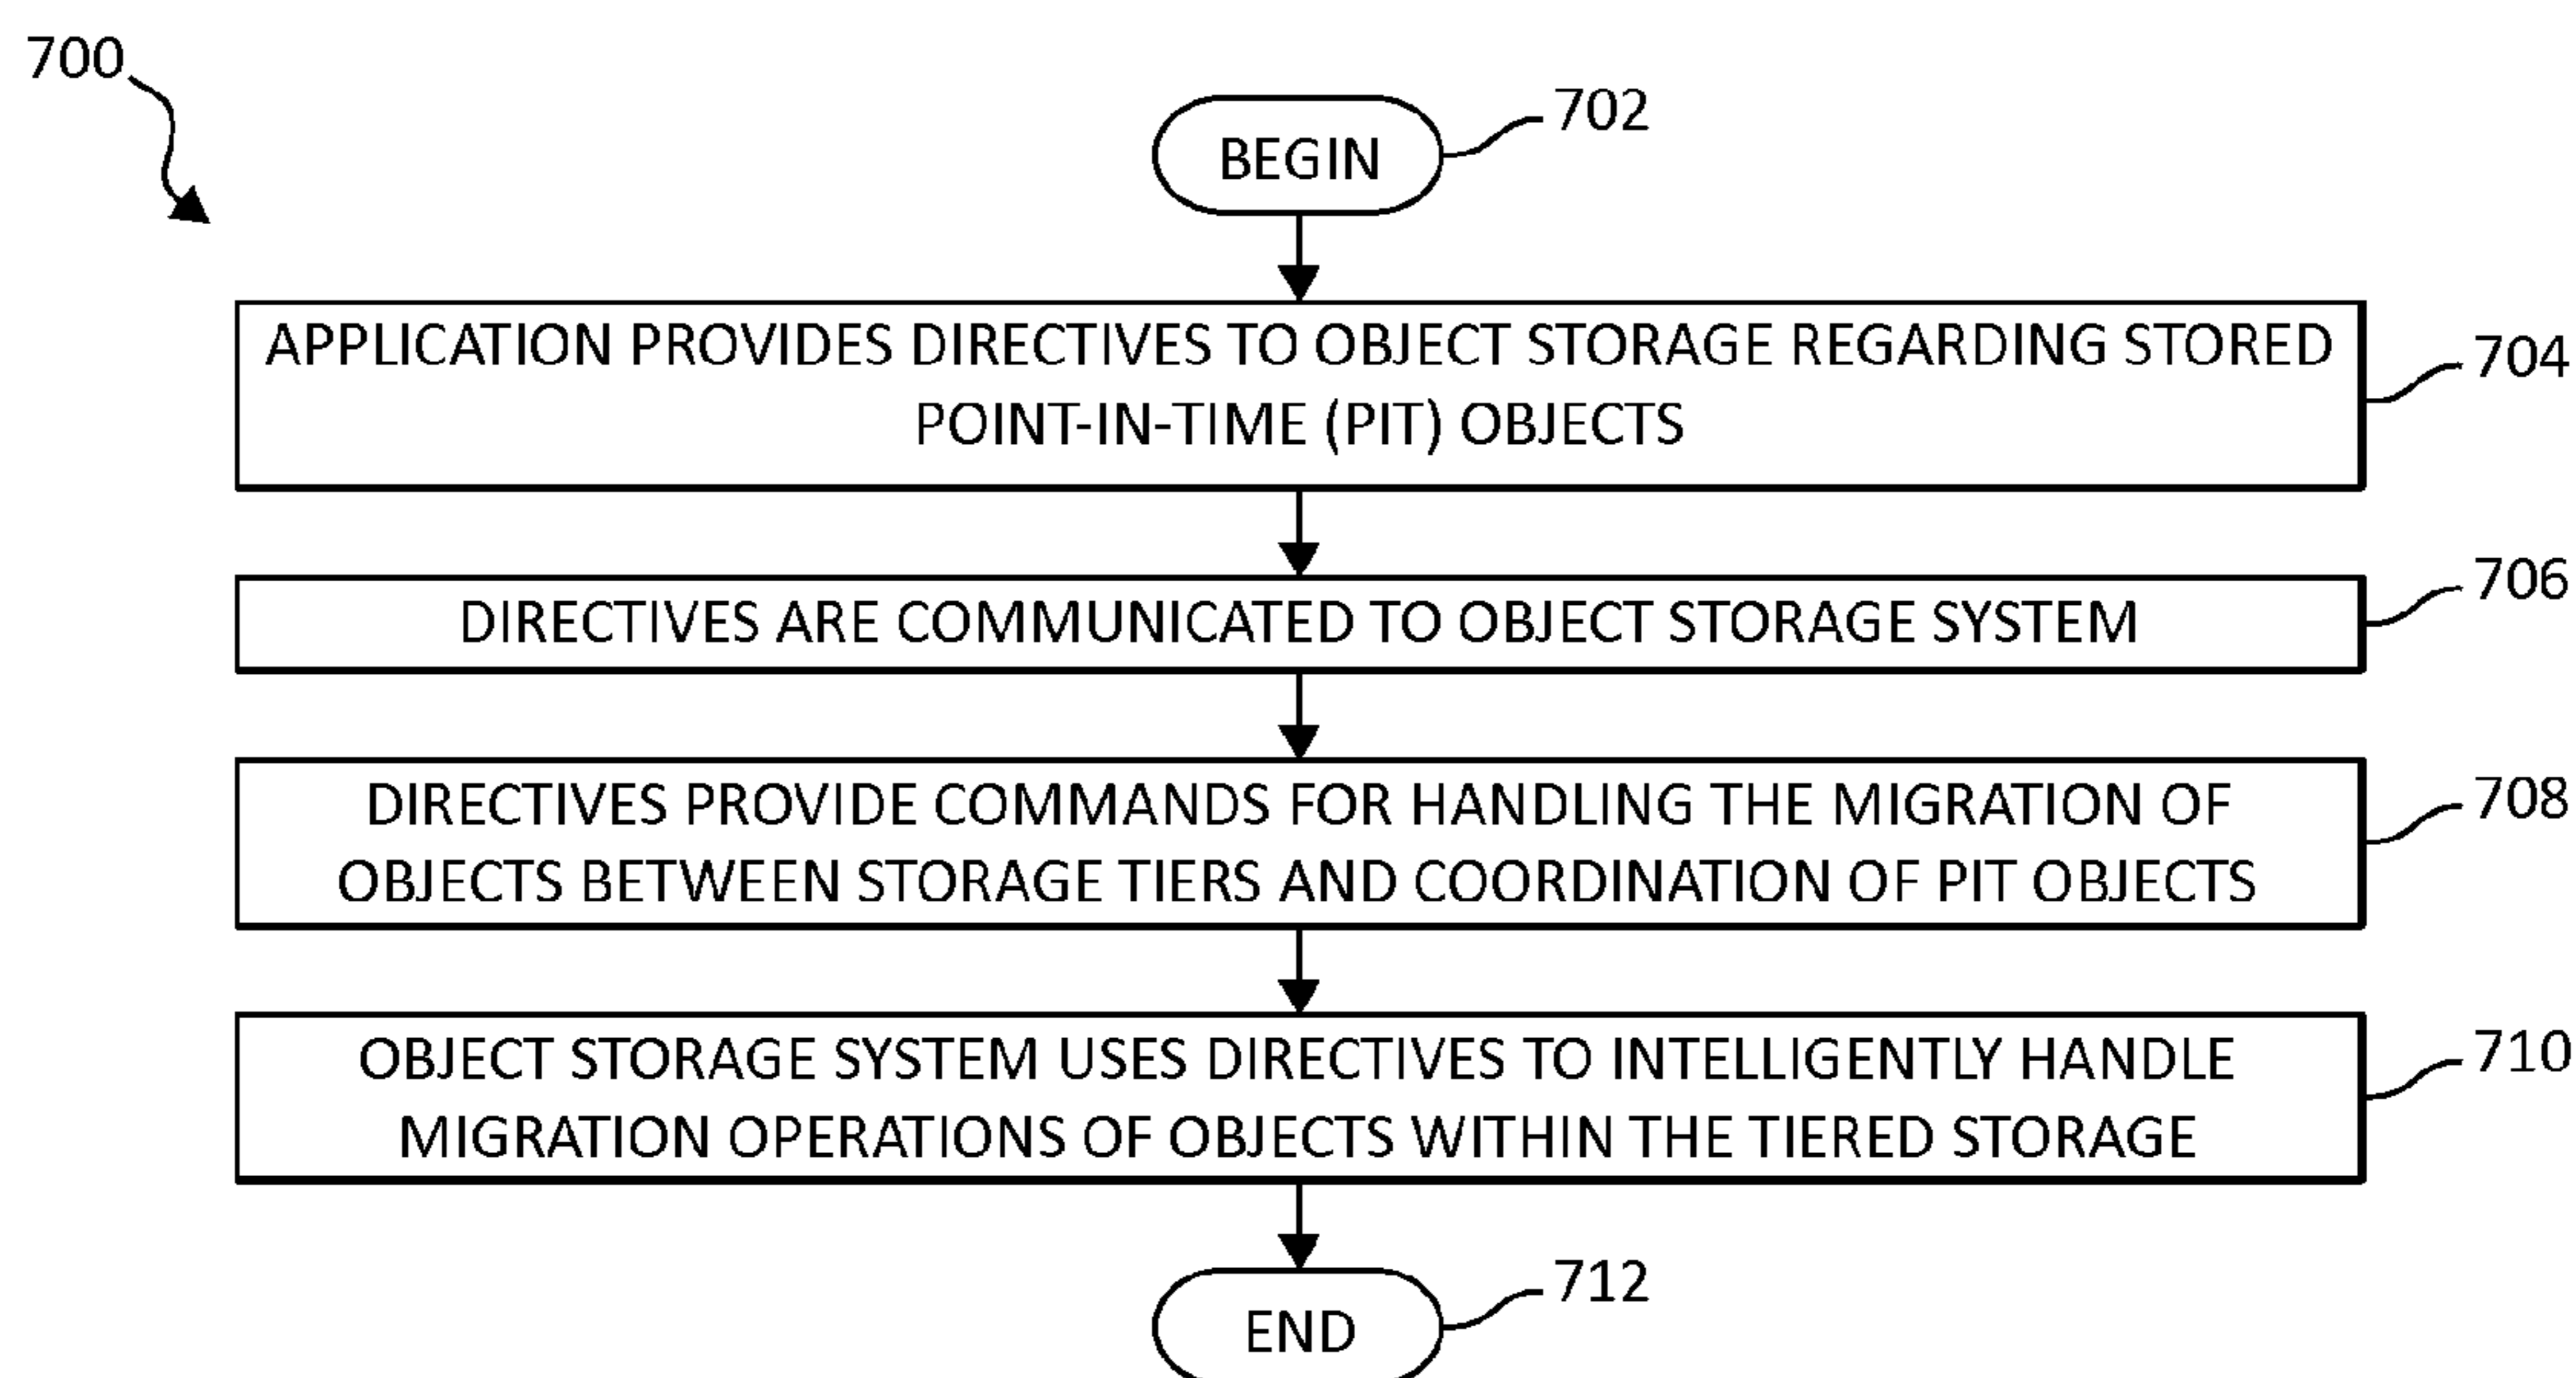 700
BEGIN
702
APPLICATION PROVIDES DIRECTIVES TO OBJECT STORAGE REGARDING STORED
POINT-IN-TIME (PIT) OBJECTS
704
DIRECTIVES ARE COMMUNICATED TO OBJECT STORAGE SYSTEM
706
DIRECTIVES PROVIDE COMMANDS FOR HANDLING THE MIGRATION OF
OBJECTS BETWEEN STORAGE TIERS AND COORDINATION OF PIT OBJECTS
708
OBJECT STORAGE SYSTEM USES DIRECTIVES TO INTELLIGENTLY HANDLE
MIGRATION OPERATIONS OF OBJECTS WITHIN THE TIERED STORAGE
710
END
712